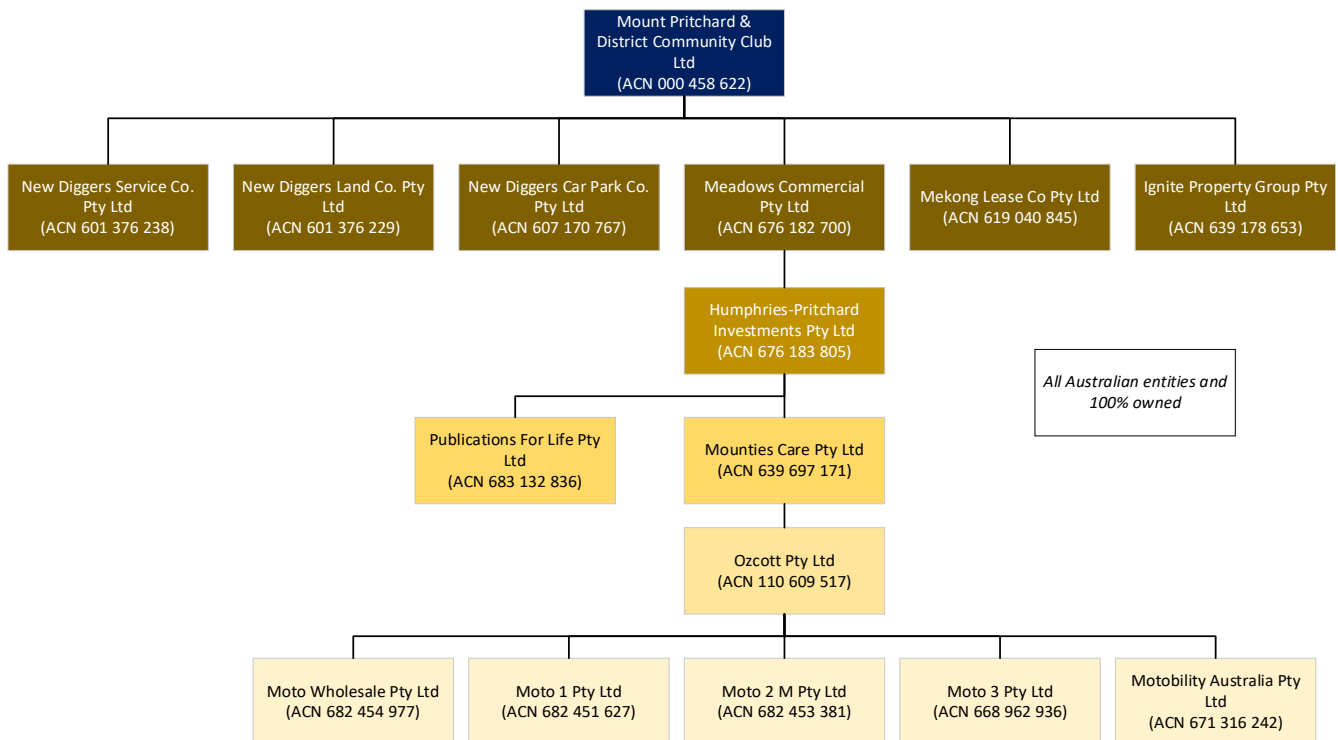 Mount Pritchard &
District Community Club
Ltd
(ACN 000 458 622)
New Diggers Service Co.
Pty Ltd
(ACN 601 376 238)
New Diggers Land Co. Pty
Ltd
(ACN 601 376 229)
New Diggers Car Park Co.
Pty Ltd
(ACN 607 170 767)
Meadows Commercial
Pty Ltd
(ACN 676 182 700)
Mekong Lease Co Pty Ltd
(ACN 619 040 845)
Ignite Property Group Pty
Ltd
(ACN 639 178 653)
Humphries-Pritchard
Investments Pty Ltd
(ACN 676 183 805)
All Australian entities and
100% owned
Publications For Life Pty
Ltd
(ACN 683 132 836)
Mounties Care Pty Ltd
(ACN 639 697 171)
Ozcott Pty Ltd
(ACN 110 609 517)
Moto Wholesale Pty Ltd
(ACN 682 454 977)
Moto 1 Pty Ltd
(ACN 682 451 627)
Moto 2 M Pty Ltd
(ACN 682 453 381)
Moto 3 Pty Ltd
(ACN 668 962 936)
Motobility Australia Pty
Ltd
(ACN 671 316 242)